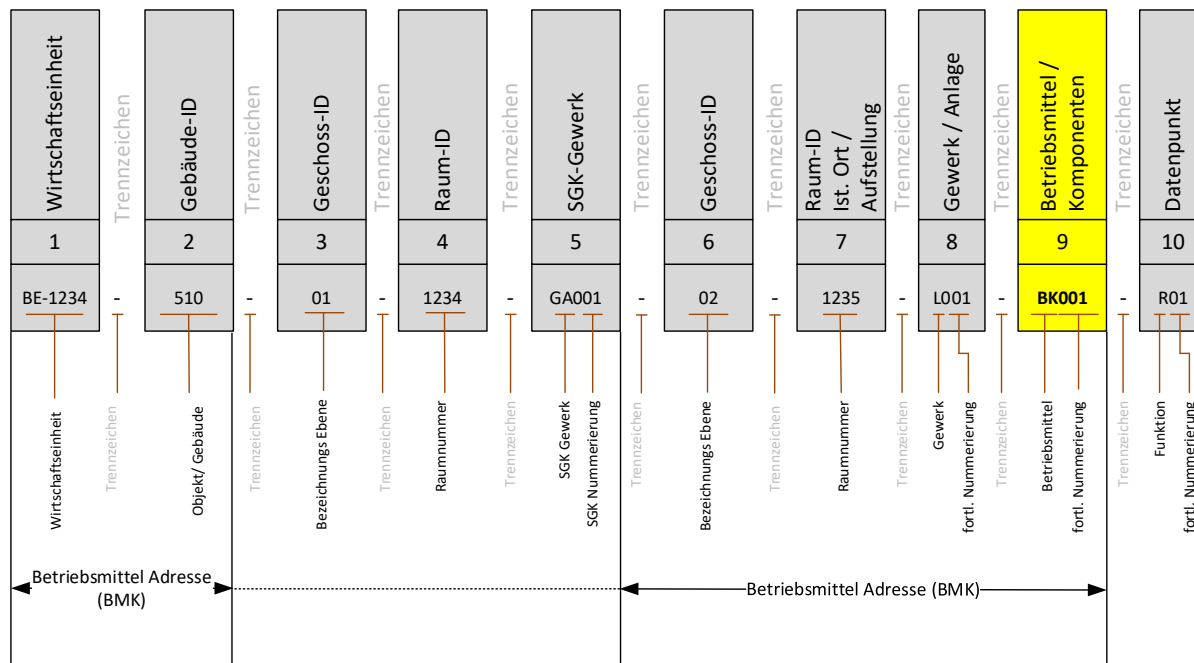 Wirtschaftseinheit
Trennzeichen
Gebäude-ID
Trennzeichen
Geschoss-ID
Trennzeichen
Raum-ID
Trennzeichen
SGK-Gewerk
Trennzeichen
Geschoss-ID
Trennzeichen
Raum-ID
Ist. Ort /
Aufstellung
Trennzeichen
Gewerk / Anlage
Trennzeichen
Betriebsmittel /
Komponenten
Trennzeichen
Datenpunkt
1 2 3 4 5 6 7 8 9 10
BE-1234 - 510 - 01 - 1234 - GA001 - 02 - 1235 - L001 - BK001 - R01
Wirtschaftseinheit
Trennzeichen
Objekt/ Gebäude
Trennzeichen
Bezeichnungs Ebene
Trennzeichen
Raumnummer
Trennzeichen
SGK Gewerk
SGK Nummerierung
Trennzeichen
Bezeichnungs Ebene
Trennzeichen
Raumnummer
Trennzeichen
Gewerk
fortl. Nummerierung
Trennzeichen
Betriebsmittel
fortl. Nummerierung
Trennzeichen
Funktion
fortl. Nummerierung
Betriebsmittel Adresse
(BMK)
Betriebsmittel Adresse (BMK)